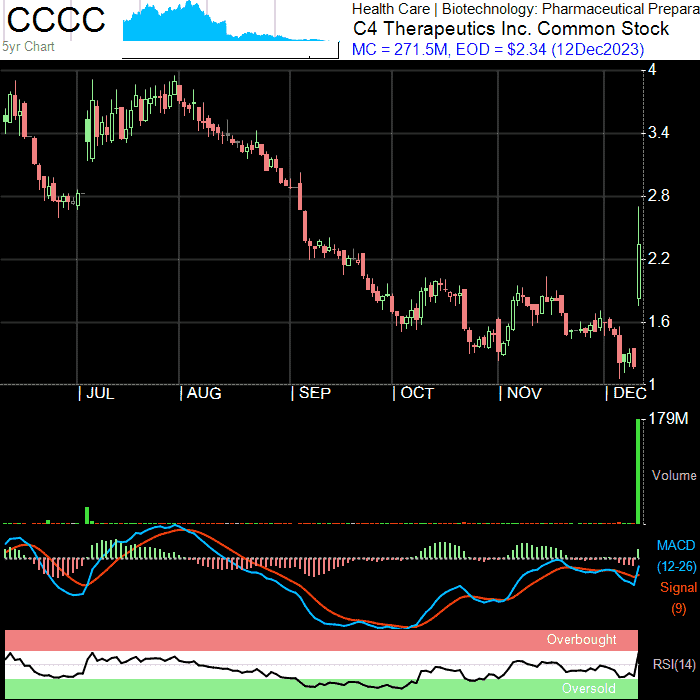 CCCC
5yr Chart
Health Care | Biotechnology: Pharmaceutical Prepara
C4 Therapeutics Inc. Common Stock
MC = 271.5M, EOD = $2.34 (12Dec2023)
4
3.4
2.8
2.2
1.6
1
JUL
AUG
SEP
OCT
NOV
DEC
179M
Volume
MACD
(12-26)
Signal
(9)
Overbought
RSI(14)
Oversold